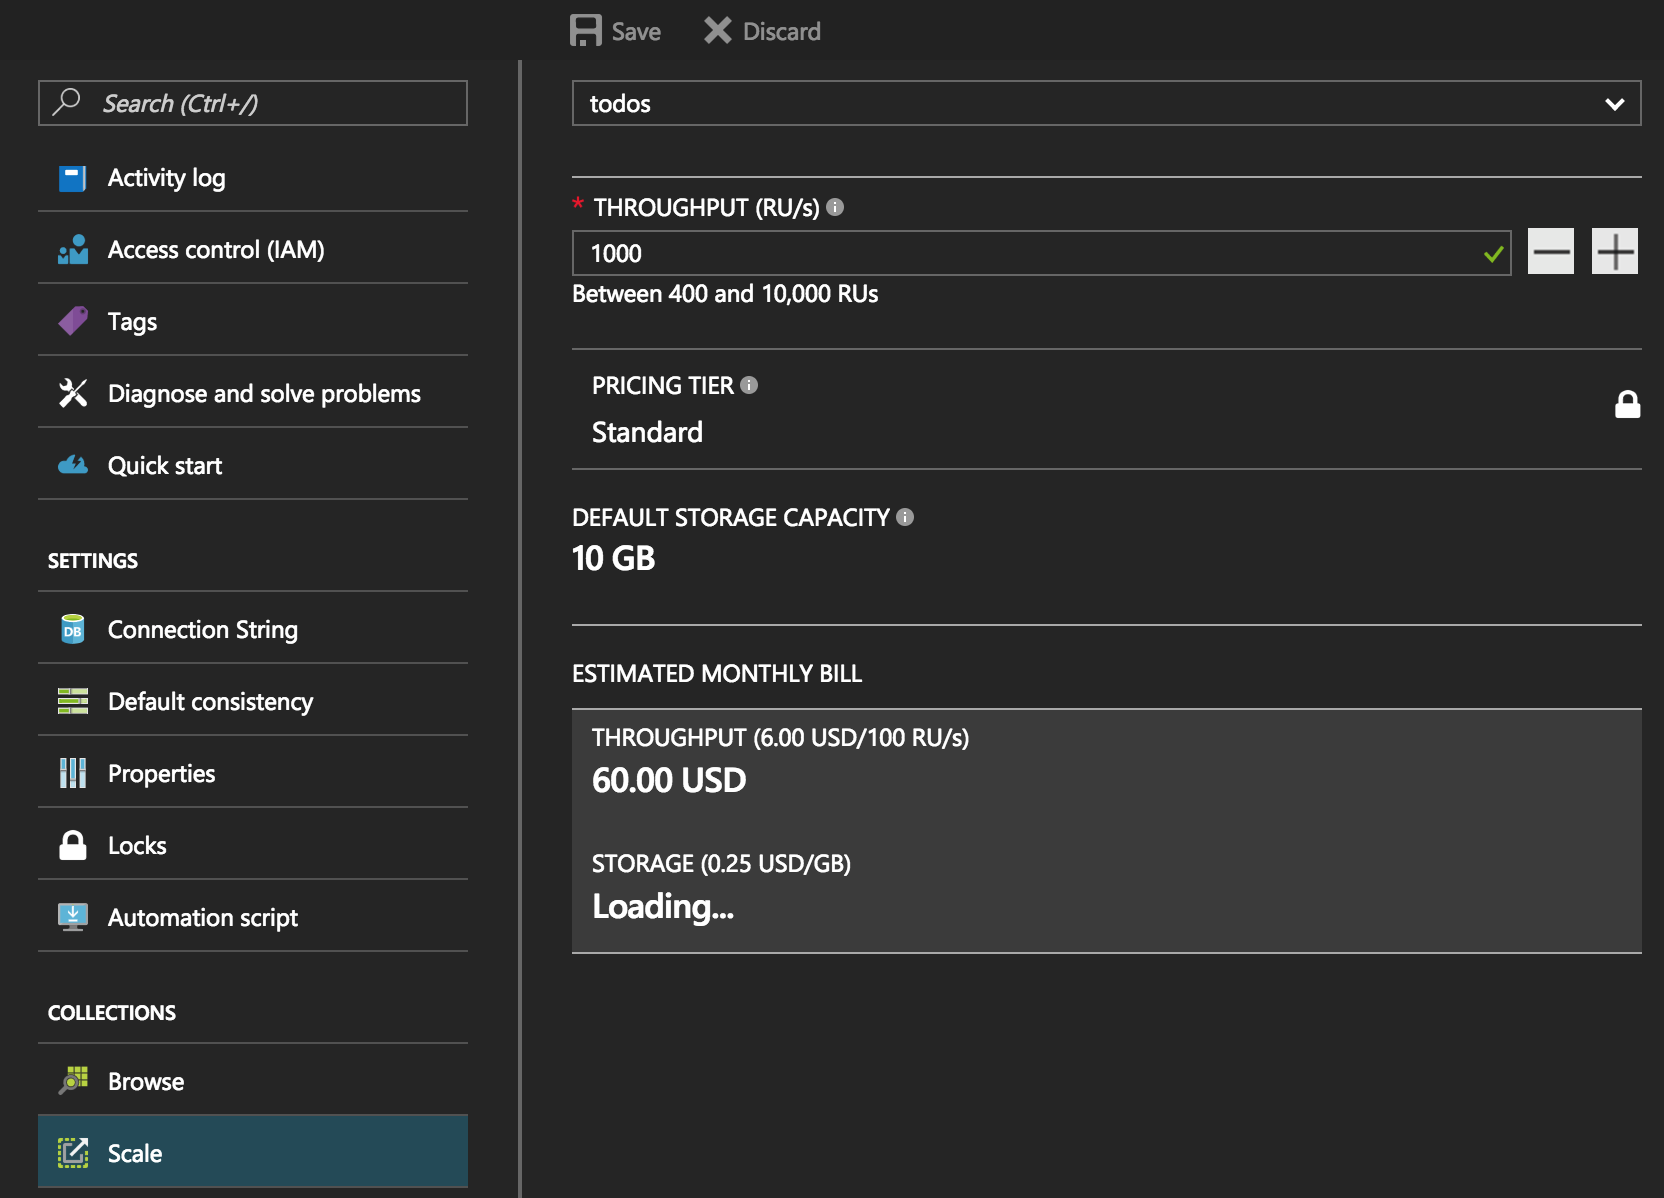 Save
Discard
Search (Ctrl+/)
Activity log
Access control (IAM)
Tags
Diagnose and solve problems
Quick start
SETTINGS
DB
Connection String
Default consistency
Properties
Locks
Automation script
COLLECTIONS
Browse
Scale
todos
* THROUGHPUT (RU/s)
1000
Between 400 and 10,000 RUs
PRICING TIER
Standard
DEFAULT STORAGE CAPACITY
10 GB
ESTIMATED MONTHLY BILL
THROUGHPUT (6.00 USD/100 RU/s)
60.00 USD
STORAGE (0.25 USD/GB)
Loading...